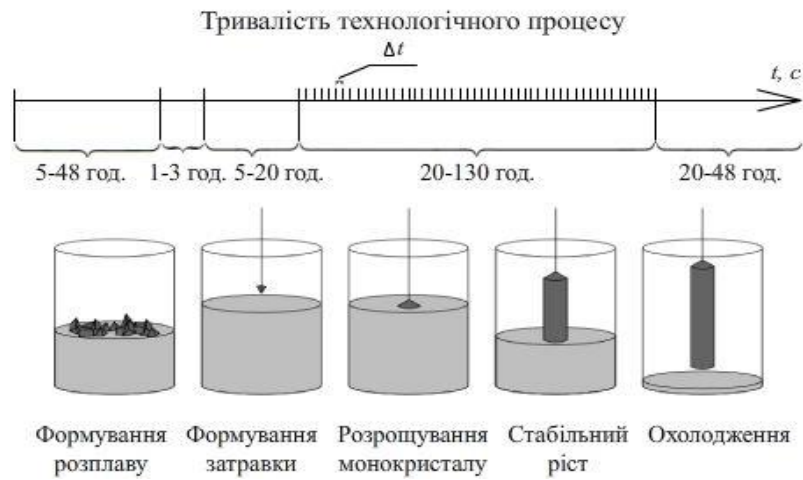 Тривалість технологічного процесу
Δt
t, с
5-48 год. 1-3 год. 5-20 год. 20-130 год. 20-48 год.
Формування розплаву
Формування затравки
Розрощування монокристалу
Стабільний ріст
Охолодження